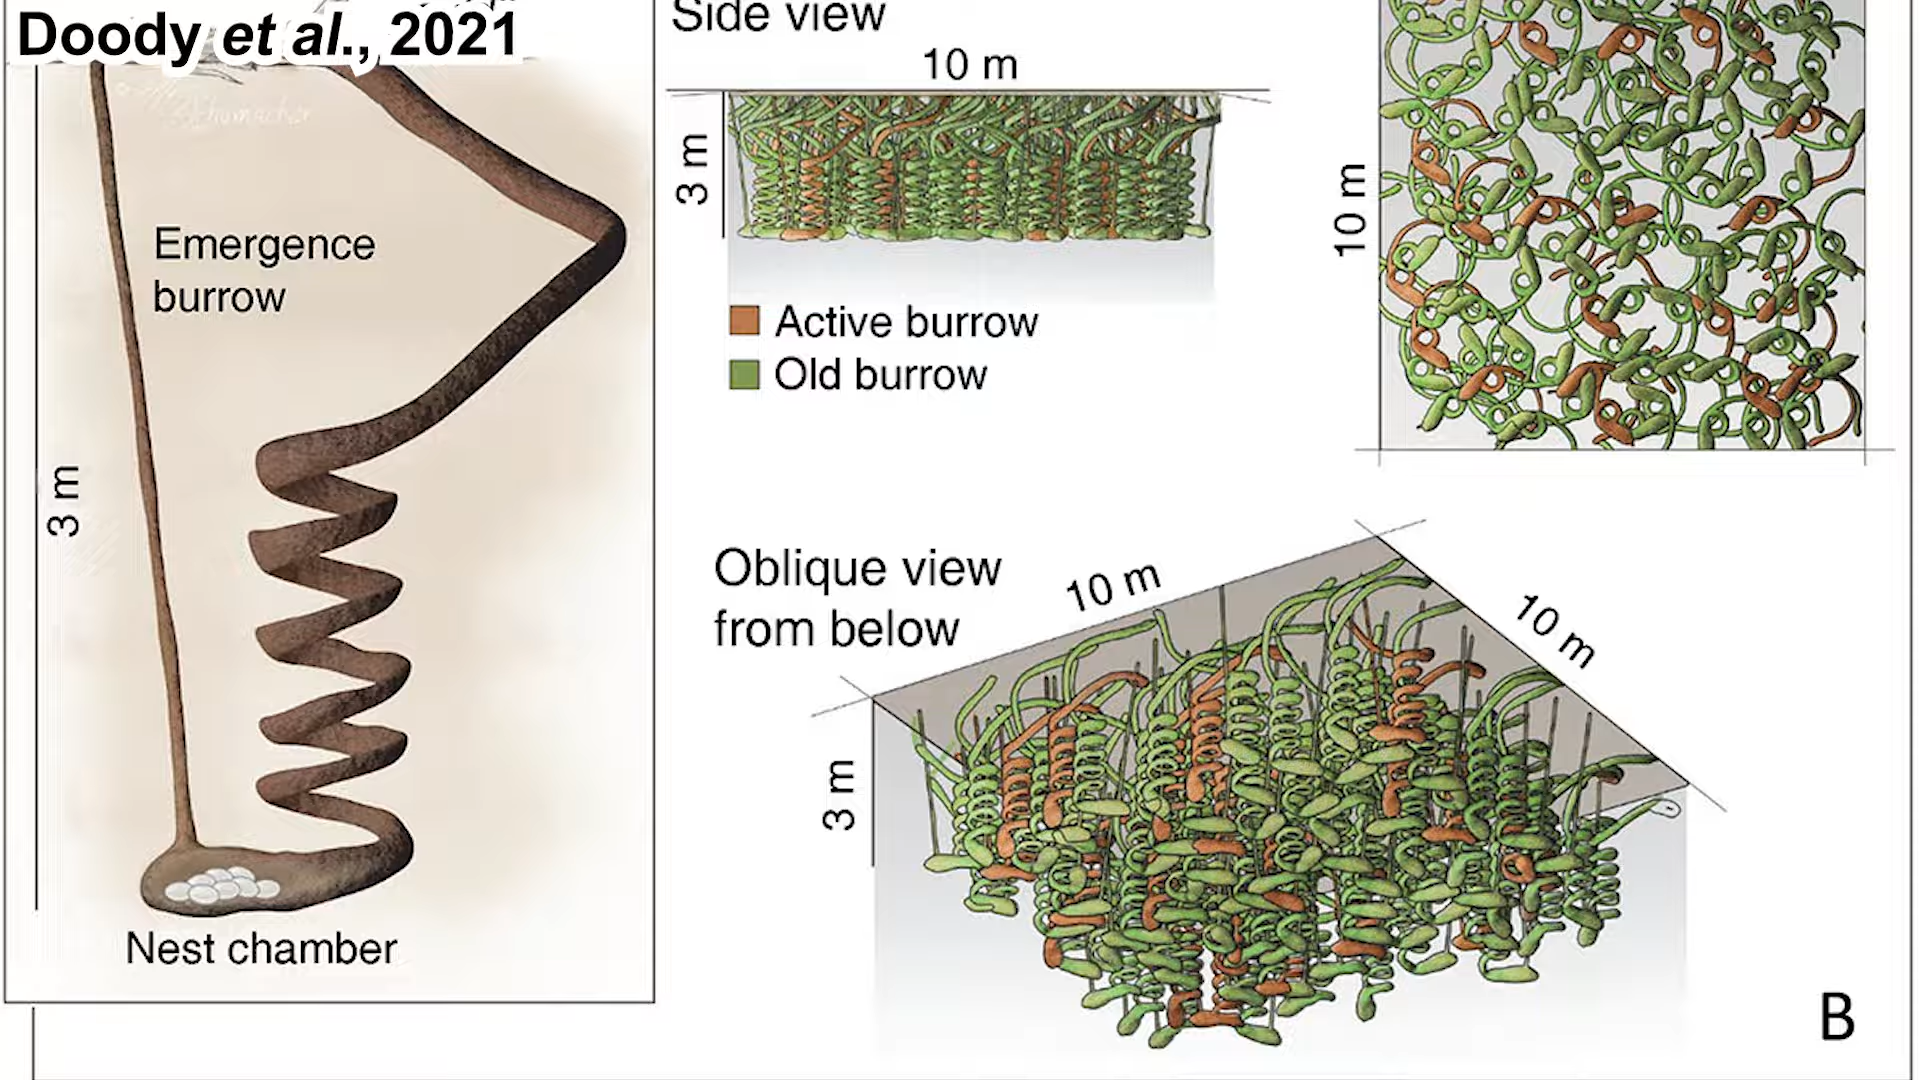 Doody et al., 2021
Schumacher
Emergence
burrow
3 m
Nest chamber
Side view
10 m
3 m
Active burrow
Old burrow
10 m
Oblique view
from below
10 m
10 m
3 m
B